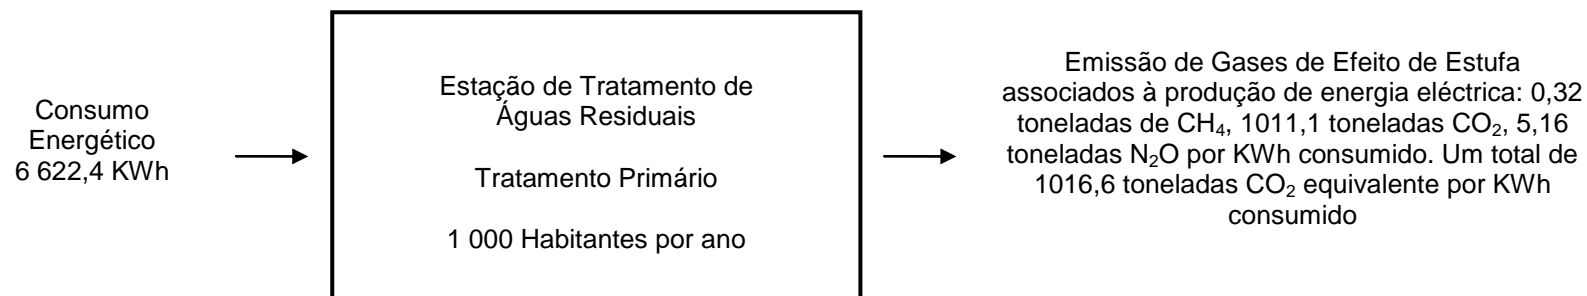 Consumo
Energético
6 622,4 KWh
Estação de Tratamento de
Águas Residuais
Tratamento Primário
1 000 Habitantes por ano
Emissão de Gases de Efeito de Estufa
associados à produção de energia eléctrica: 0,32
toneladas de CH₄, 1011,1 toneladas CO₂, 5,16
toneladas N₂O por KWh consumido. Um total de
1016,6 toneladas CO₂ equivalente por KWh
consumido